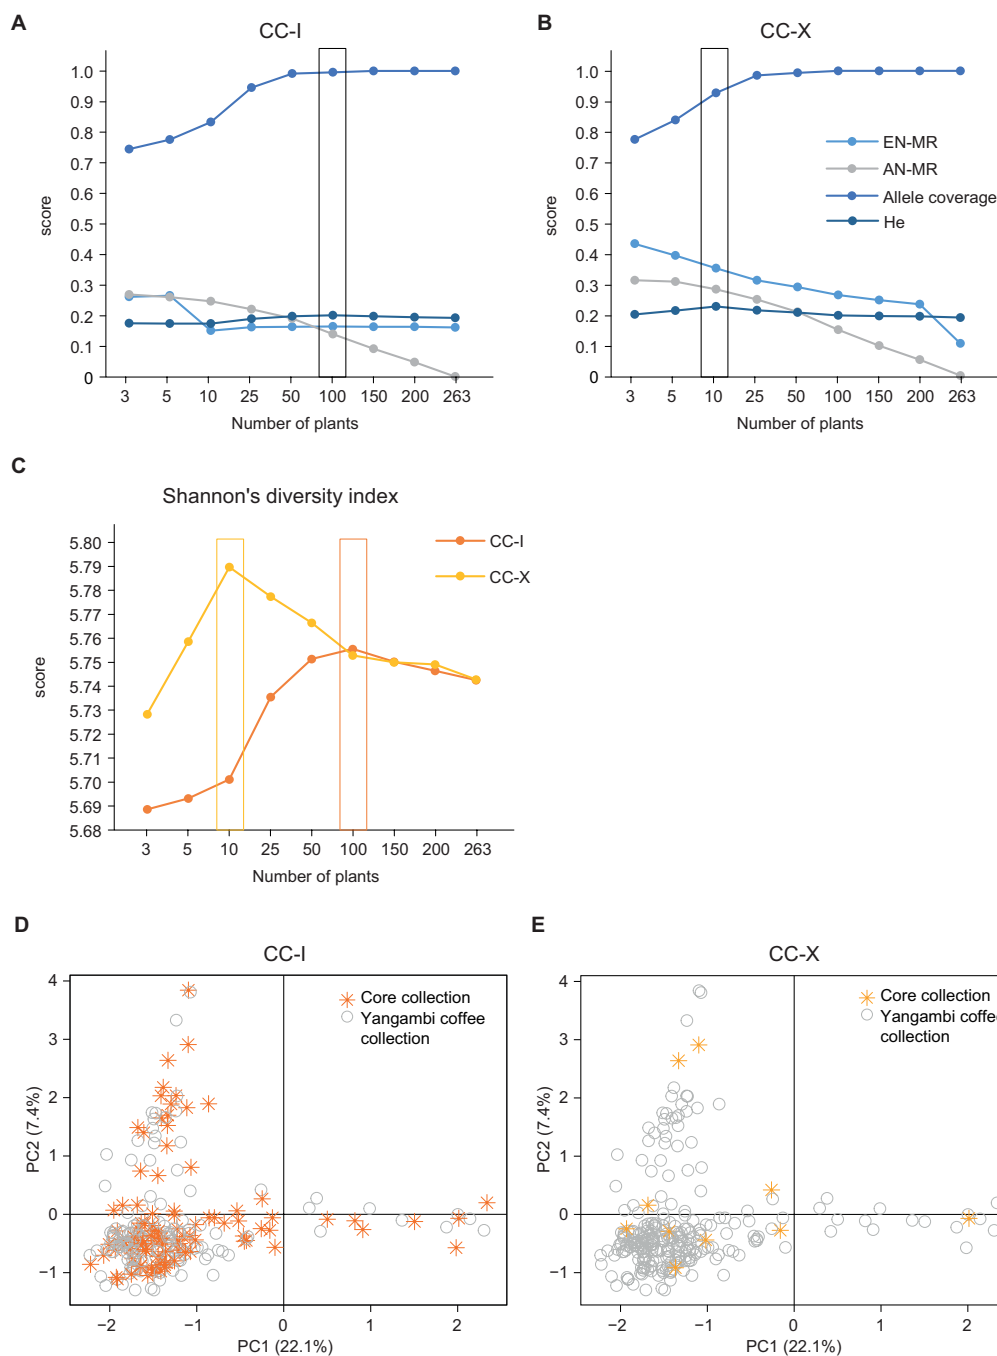 A
CC-I
1.0
0.9
0.8
0.7
0.6
0.5
0.4
0.3
0.2
0.1
0
score
3 5 10 25 50 100 150 200 263
Number of plants
B
CC-X
1.0
0.9
0.8
0.7
0.6
0.5
0.4
0.3
0.2
0.1
0
score
EN-MR
AN-MR
Allele coverage
He
3 5 10 25 50 100 150 200 263
Number of plants
C
Shannon's diversity index
5.80
5.79
5.78
5.77
5.76
5.75
5.74
5.73
5.72
5.71
5.70
5.69
5.68
score
CC-I
CC-X
3 5 10 25 50 100 150 200 263
Number of plants
D
CC-I
4
3
2
1
0
−1
PC2 (7.4%)
Core collection
Yangambi coffee
collection
−2 −1 0 1 2
PC1 (22.1%)
E
CC-X
4
3
2
1
0
−1
PC2 (7.4%)
Core collection
Yangambi coffee
collection
−2 −1 0 1 2
PC1 (22.1%)